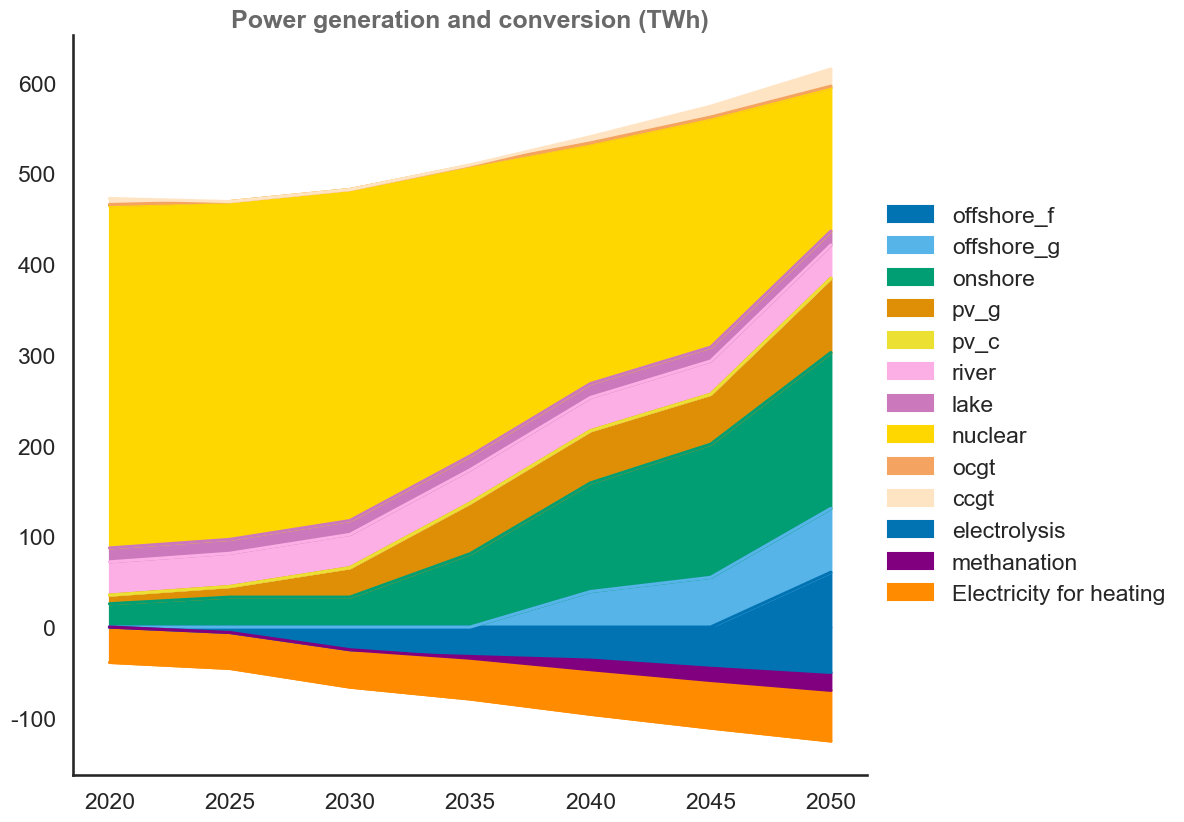 Power generation and conversion (TWh)
600
500
400
300
200
100
0
-100
2020 2025 2030 2035 2040 2045 2050
offshore_f
offshore_g
onshore
pv_g
pv_c
river
lake
nuclear
ocgt
ccgt
electrolysis
methanation
Electricity for heating